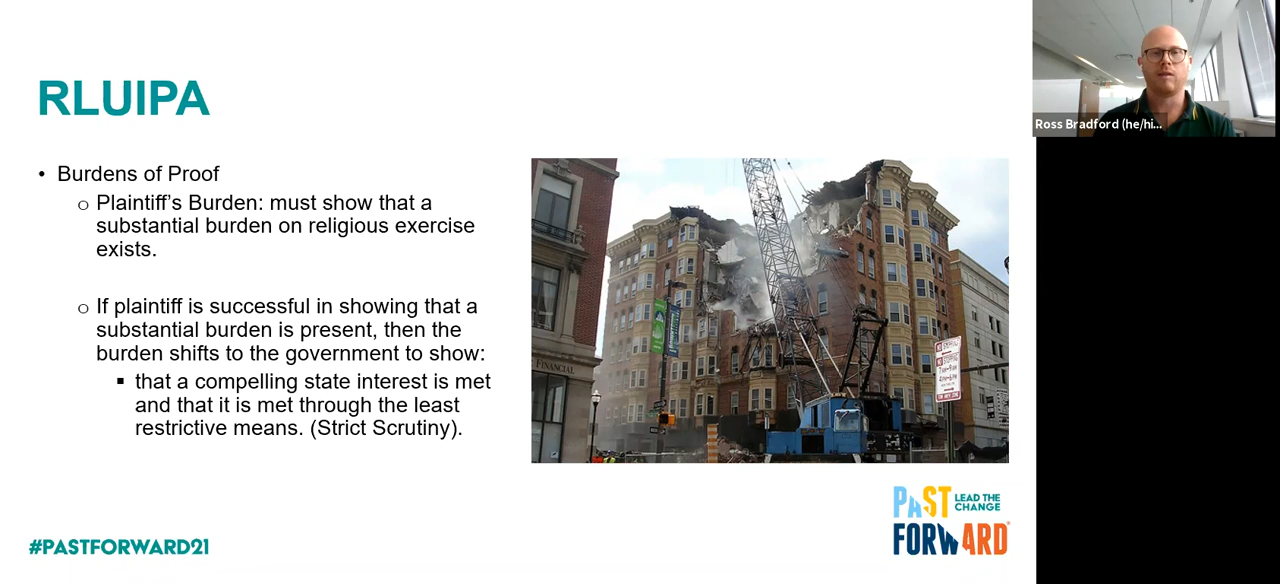 RLUIPA
• Burdens of Proof
o Plaintiff's Burden: must show that a
substantial burden on religious exercise
exists.
o If plaintiff is successful in showing that a
substantial burden is present, then the
burden shifts to the government to show:
▪ that a compelling state interest is met
and that it is met through the least
restrictive means. (Strict Scrutiny).
FINANCIAL
PAST LEAD THE
CHANGE
FORWARD
#PASTFORWARD21
Ross Bradford (he/hi...